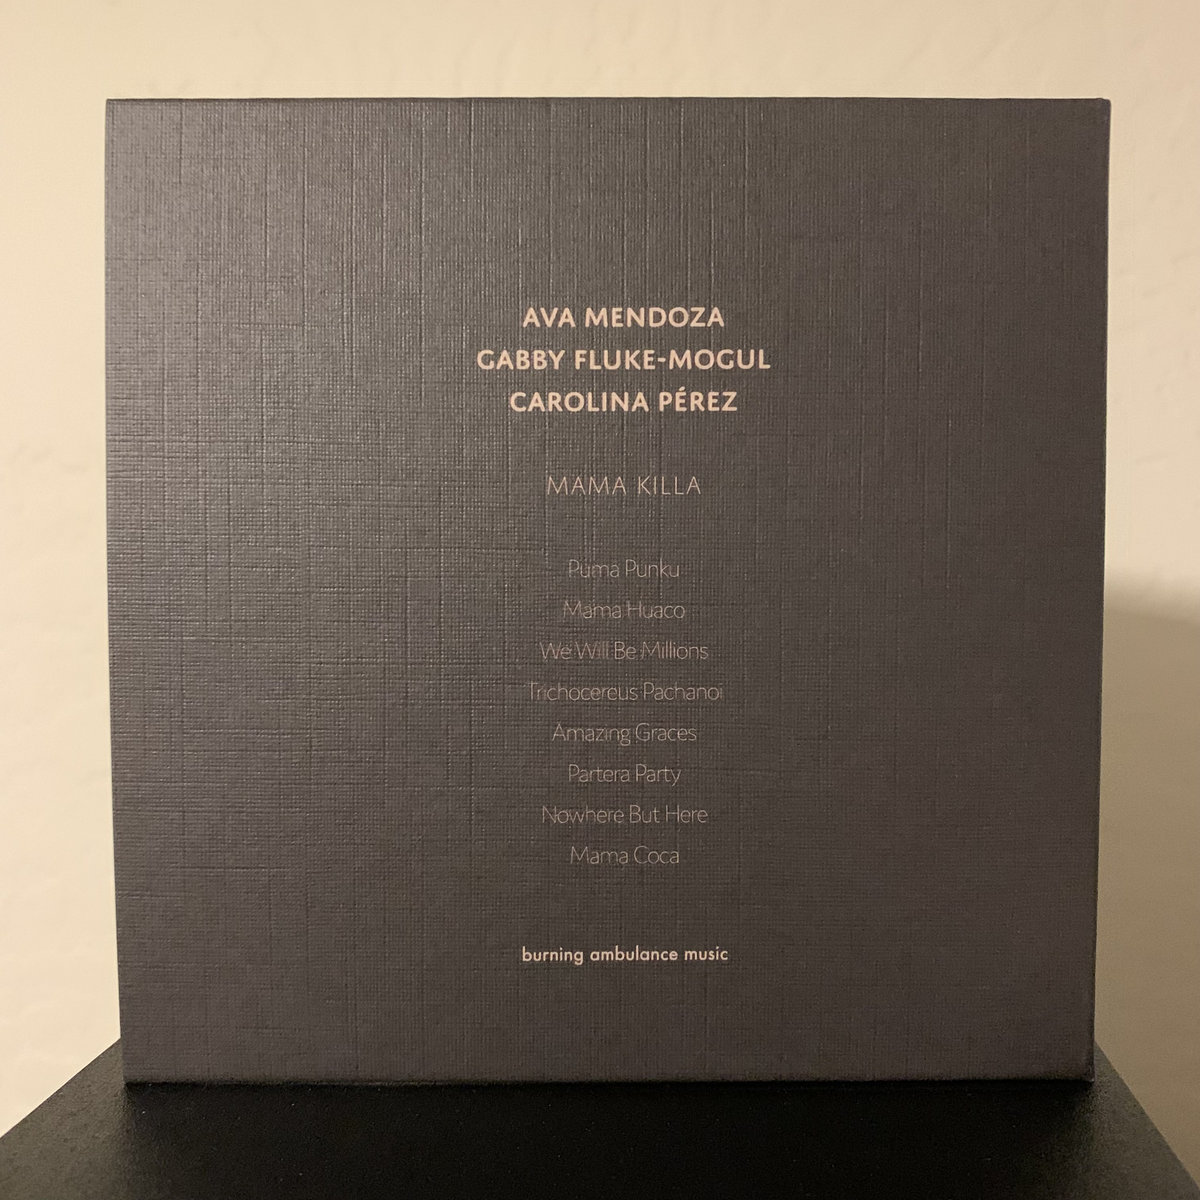 AVA MENDOZA
GABBY FLUKE-MOGUL
CAROLINA PÉREZ
MAMA KILLA
Puma Punku
Mama Huaco
We Will Be Millions
Trichocereus Pachanoi
Amazing Graces
Partera Party
Nowhere But Here
Mama Coca
burning ambulance music